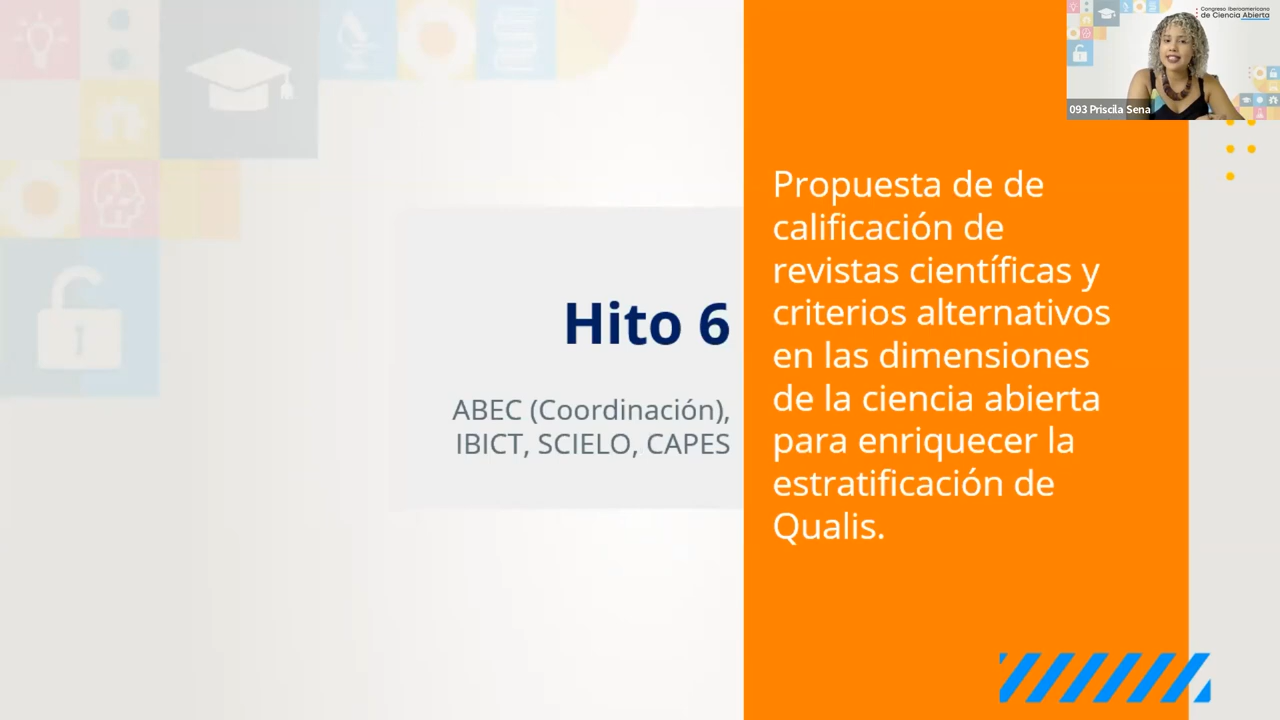 Congreso Iberoamericano
de Ciencia Abierta
093 Priscila Sena
Hito 6
ABEC (Coordinación),
IBICT, SCIELO, CAPES
Propuesta de de
calificación de
revistas científicas y
criterios alternativos
en las dimensiones
de la ciencia abierta
para enriquecer la
estratificación de
Qualis.